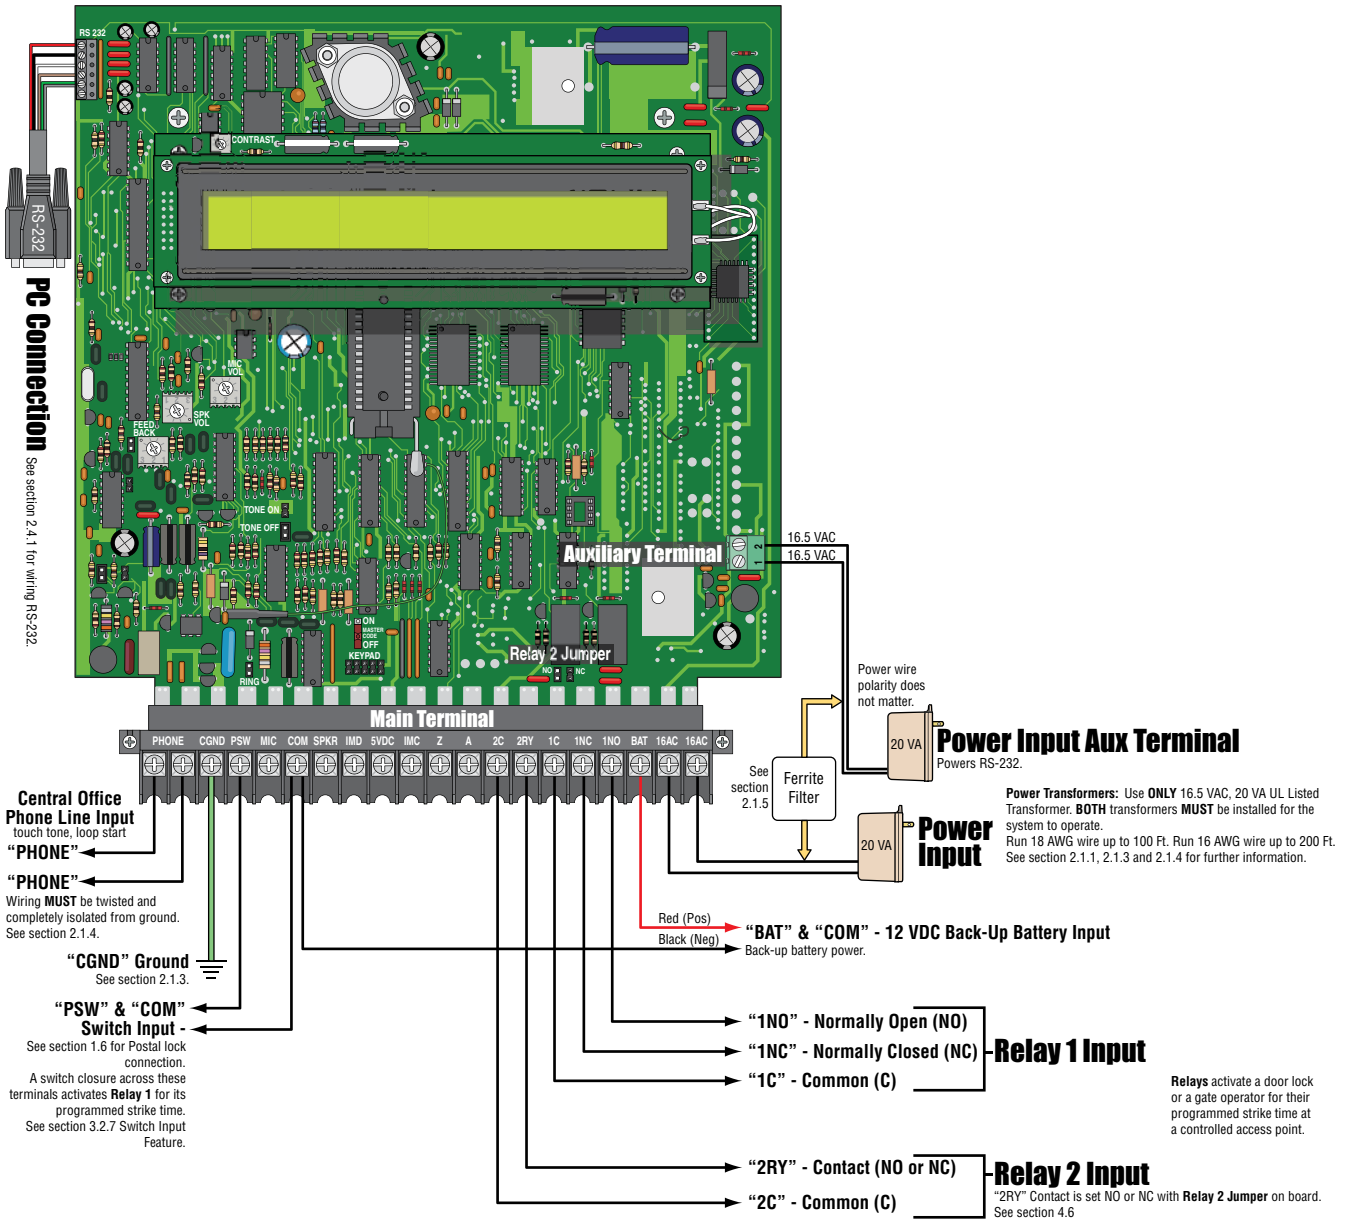 RS 232
CONTRAST
RS-232
PC Connection
See section 2.4.1 for wiring RS-232.
MIC
VOL
SPK
VOL
FEED
BACK
TONE ON
TONE OFF
Auxiliary Terminal
2
1
16.5 VAC
16.5 VAC
ON
MASTER
CODE
OFF
KEYPAD
RING
Relay 2 Jumper
NO
NC
Main Terminal
PHONE CGND PSW MIC COM SPKR IMD 5VDC IMC Z A 2C 2RY 1C 1NC 1NO BAT 16AC 16AC
Power wire
polarity does
not matter.
20 VA
Power Input Aux Terminal
Powers RS-232.
See
section
2.1.5
Ferrite
Filter
20 VA
Power
Input
Power Transformers: Use ONLY 16.5 VAC, 20 VA UL Listed
Transformer. BOTH transformers MUST be installed for the
system to operate.
Run 18 AWG wire up to 100 Ft. Run 16 AWG wire up to 200 Ft.
See section 2.1.1, 2.1.3 and 2.1.4 for further information.
Central Office
Phone Line Input
touch tone, loop start
“PHONE”
“PHONE”
Wiring MUST be twisted and
completely isolated from ground.
See section 2.1.4.
“CGND” Ground
See section 2.1.3.
“PSW” & “COM”
Switch Input -
See section 1.6 for Postal lock
connection.
A switch closure across these
terminals activates Relay 1 for its
programmed strike time.
See section 3.2.7 Switch Input
Feature.
Red (Pos)
Black (Neg)
“BAT” & “COM” - 12 VDC Back-Up Battery Input
Back-up battery power.
“1NO” - Normally Open (NO)
“1NC” - Normally Closed (NC)
“1C” - Common (C)
Relay 1 Input
Relays activate a door lock
or a gate operator for their
programmed strike time at
a controlled access point.
“2RY” - Contact (NO or NC)
“2C” - Common (C)
Relay 2 Input
“2RY” Contact is set NO or NC with Relay 2 Jumper on board.
See section 4.6